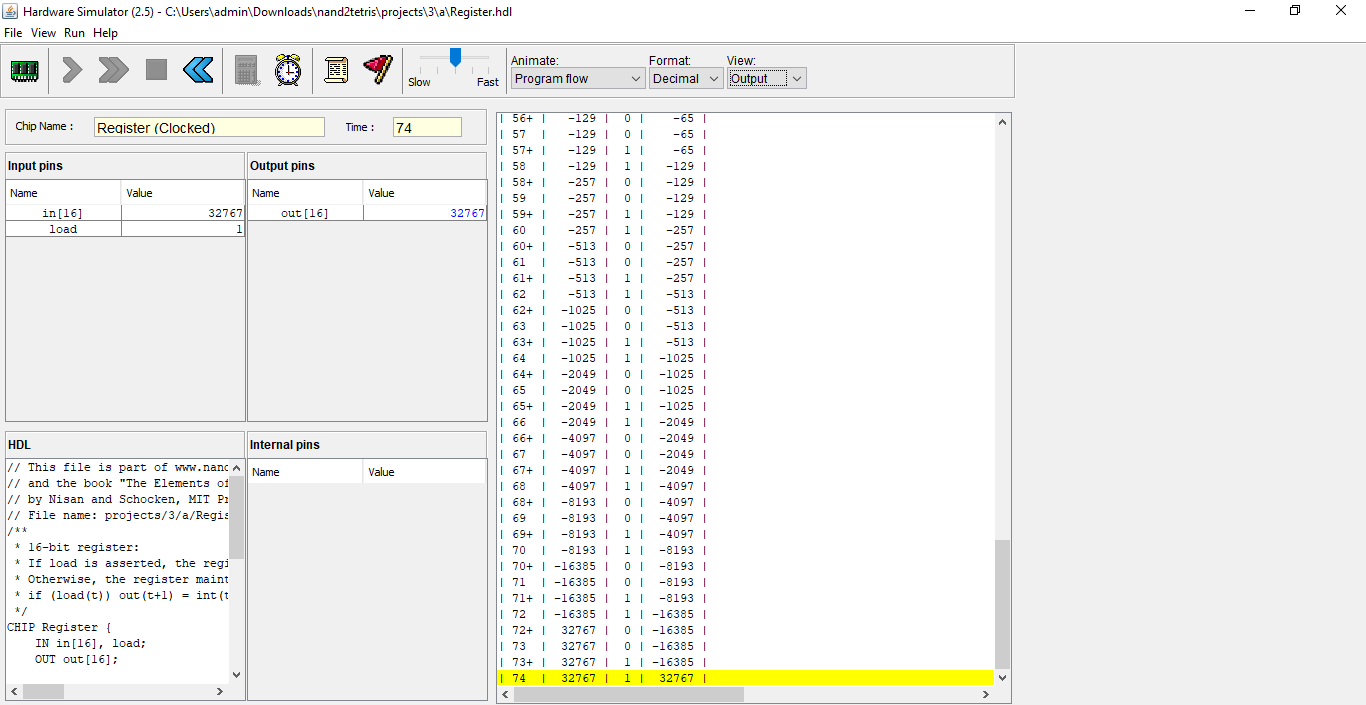 Hardware Simulator (2.5) - C:\Users\admin\Downloads\nand2tetris\projects\3\a\Register.hdl
File View Run Help
Slow Fast
Animate: Format: View:
Program flow Decimal Output
Chip Name : Register (Clocked) Time : 74
Input pins
Name Value
in[16] 32767
load 1
Output pins
Name Value
out[16] 32767
HDL
// This file is part of www.nanc
// and the book "The Elements of
// by Nisan and Schocken, MIT Pr
// File name: projects/3/a/Regis
/**
* 16-bit register:
* If load is asserted, the regi
* Otherwise, the register maint
* if (load(t)) out(t+1) = int(t
*/
CHIP Register {
IN in[16], load;
OUT out[16];
Internal pins
Name Value
| 56+ | -129 | 0 | -65 |
| 57 | -129 | 0 | -65 |
| 57+ | -129 | 1 | -65 |
| 58 | -129 | 1 | -129 |
| 58+ | -257 | 0 | -129 |
| 59 | -257 | 0 | -129 |
| 59+ | -257 | 1 | -129 |
| 60 | -257 | 1 | -257 |
| 60+ | -513 | 0 | -257 |
| 61 | -513 | 0 | -257 |
| 61+ | -513 | 1 | -257 |
| 62 | -513 | 1 | -513 |
| 62+ | -1025 | 0 | -513 |
| 63 | -1025 | 0 | -513 |
| 63+ | -1025 | 1 | -513 |
| 64 | -1025 | 1 | -1025 |
| 64+ | -2049 | 0 | -1025 |
| 65 | -2049 | 0 | -1025 |
| 65+ | -2049 | 1 | -1025 |
| 66 | -2049 | 1 | -2049 |
| 66+ | -4097 | 0 | -2049 |
| 67 | -4097 | 0 | -2049 |
| 67+ | -4097 | 1 | -2049 |
| 68 | -4097 | 1 | -4097 |
| 68+ | -8193 | 0 | -4097 |
| 69 | -8193 | 0 | -4097 |
| 69+ | -8193 | 1 | -4097 |
| 70 | -8193 | 1 | -8193 |
| 70+ | -16385 | 0 | -8193 |
| 71 | -16385 | 0 | -8193 |
| 71+ | -16385 | 1 | -8193 |
| 72 | -16385 | 1 | -16385 |
| 72+ | 32767 | 0 | -16385 |
| 73 | 32767 | 0 | -16385 |
| 73+ | 32767 | 1 | -16385 |
| 74 | 32767 | 1 | 32767 |